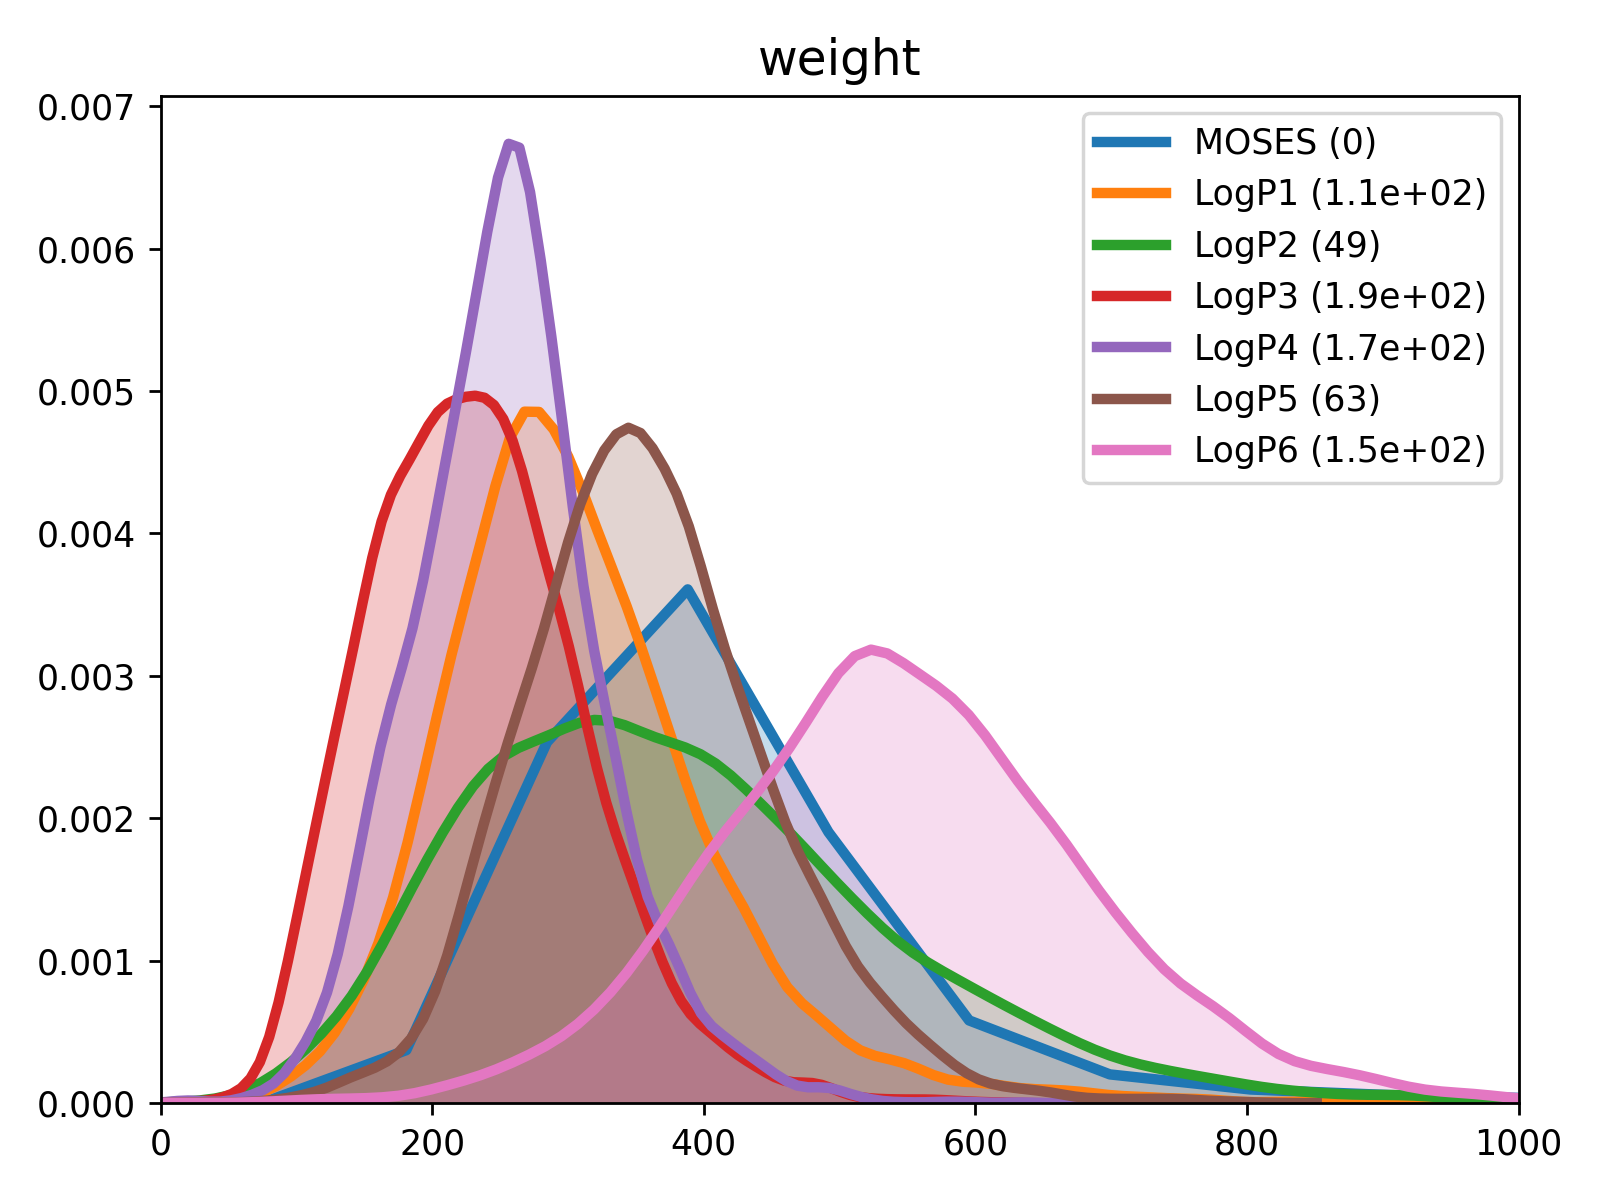 weight
0.007
0.006
0.005
0.004
0.003
0.002
0.001
0.000
0 200 400 600 800 1000
MOSES (0)
LogP1 (1.1e+02)
LogP2 (49)
LogP3 (1.9e+02)
LogP4 (1.7e+02)
LogP5 (63)
LogP6 (1.5e+02)